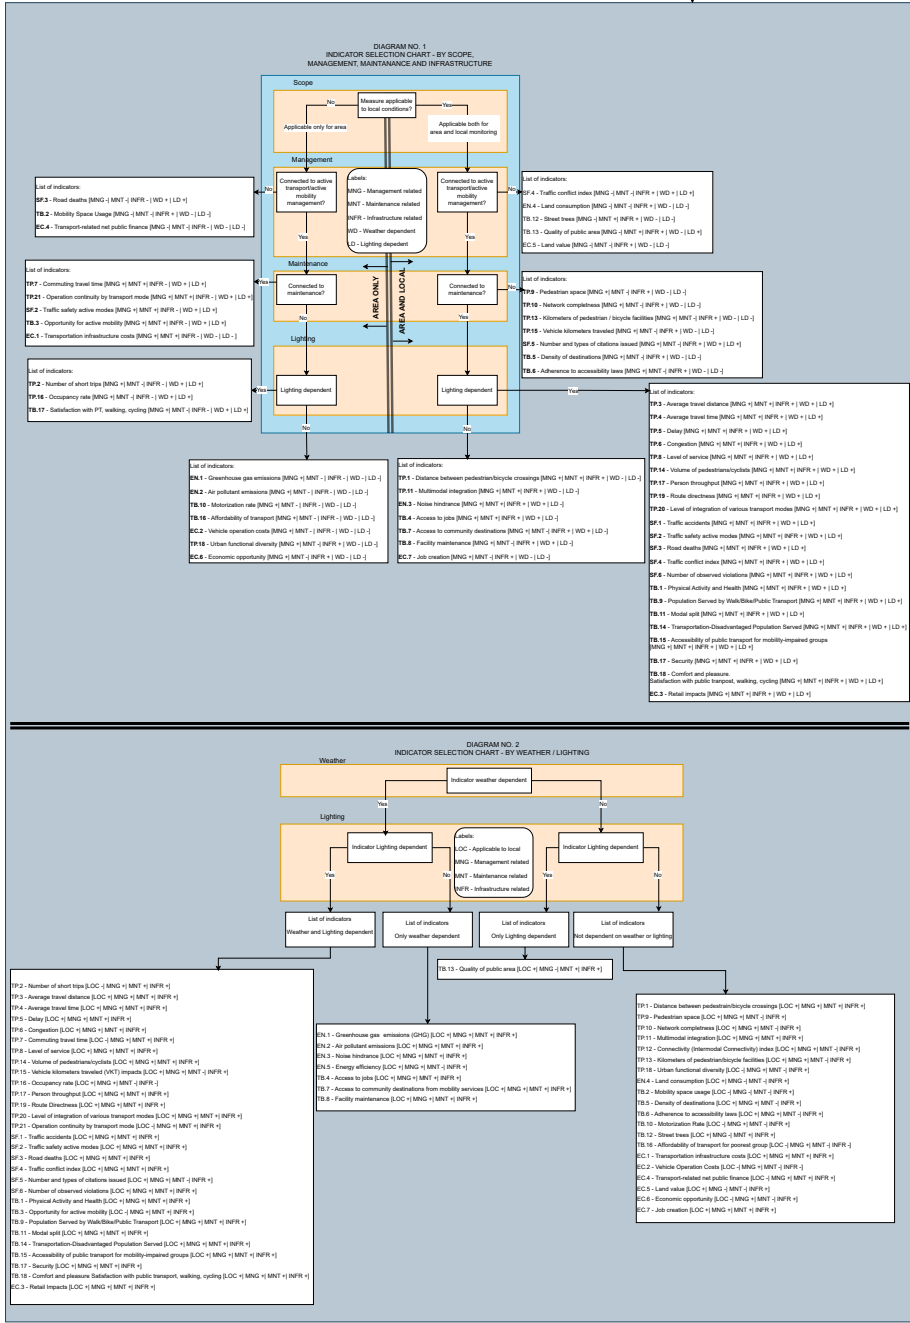 DIAGRAM NO. 1
INDICATOR SELECTION CHART - BY SCOPE,
MANAGEMENT, MAINTANANCE AND INFRASTRUCTURE
Scope
Measure applicable
to local conditions?
No
Yes
Applicable only for area
Applicable both for
area and local monitoring
Management
Connected to active
transport/active
mobility
management?
Labels:
MNG - Management related
MNT - Maintenance related
INFR - Infrastructure related
WD - Weather dependent
LD - Lighting depedent
Connected to active
transport/active
mobility
management?
No
No
Yes
Yes
List of indicators:
SF.3 - Road deaths [MNG -| MNT -| INFR - | WD + | LD +]
TB.2 - Mobility Space Usage [MNG -| MNT -| INFR + | WD - | LD -]
EC.4 - Transport-related net public finance [MNG -| MNT -| INFR - | WD - | LD -]
List of indicators:
SF.4 - Traffic conflict index [MNG -| MNT -| INFR + | WD + | LD +]
EN.4 - Land consumption [MNG -| MNT -| INFR + | WD - | LD -]
TB.12 - Street trees [MNG -| MNT -| INFR + | WD - | LD -]
TB.13 - Quality of public area [MNG -| MNT -| INFR + | WD - | LD +]
EC.5 - Land value [MNG -| MNT -| INFR + | WD - | LD -]
Maintenance
Connected to
maintenance?
AREA ONLY
AREA AND LOCAL
Connected to
maintenance?
Yes
No
No
Yes
List of indicators:
TP.7 - Commuting travel time [MNG +| MNT +| INFR - | WD + | LD +]
TP.21 - Operation continuity by transport mode [MNG +| MNT +| INFR - | WD + | LD +]
SF.2 - Traffic safety active modes [MNG +| MNT +| INFR + | WD + | LD +]
TB.3 - Opportunity for active mobility [MNG +| MNT +| INFR + | WD + | LD +]
EC.1 - Transportation infrastructure costs [MNG +| MNT +| INFR + | WD - | LD -]
List of indicators:
TP.9 - Pedestrian space [MNG +| MNT -| INFR + | WD - | LD -]
TP.10 - Network completness [MNG +| MNT -| INFR + | WD - | LD -]
TP.13 - Kilometers of pedestrian / bicycle facilities [MNG +| MNT -| INFR + | WD - | LD -]
TP.15 - Vehicle kilometers traveled [MNG +| MNT -| INFR + | WD + | LD +]
SF.5 - Number and types of citations issued [MNG +| MNT -| INFR + | WD + | LD +]
TB.5 - Density of destinations [MNG +| MNT -| INFR + | WD - | LD -]
TB.6 - Adherence to accessibility laws [MNG +| MNT -| INFR + | WD - | LD -]
Lighting
Lighting dependent
Lighting dependent
Yes
Yes
No
No
List of indicators:
TP.2 - Number of short trips [MNG +| MNT -| INFR + | WD + | LD +]
TP.16 - Occupancy rate [MNG +| MNT -| INFR - | WD + | LD +]
TB.17 - Satisfaction with PT, walking, cycling [MNG +| MNT -| INFR - | WD + | LD +]
List of indicators:
TP.3 - Average travel distance [MNG +| MNT +| INFR + | WD + | LD +]
TP.4 - Average travel time [MNG +| MNT +| INFR + | WD + | LD +]
TP.5 - Delay [MNG +| MNT +| INFR + | WD + | LD +]
TP.6 - Congestion [MNG +| MNT +| INFR + | WD + | LD +]
TP.8 - Level of service [MNG +| MNT +| INFR + | WD + | LD +]
TP.14 - Volume of pedestrians/cyclists [MNG +| MNT +| INFR + | WD + | LD +]
TP.17 - Person throughput [MNG +| MNT +| INFR + | WD + | LD +]
TP.19 - Route directness [MNG +| MNT +| INFR + | WD + | LD +]
TP.20 - Level of integration of various transport modes [MNG +| MNT +| INFR + | WD + | LD +]
SF.1 - Traffic accidents [MNG +| MNT +| INFR + | WD + | LD +]
SF.2 - Traffic safety active modes [MNG +| MNT +| INFR + | WD + | LD +]
SF.3 - Road deaths [MNG +| MNT +| INFR + | WD + | LD +]
SF.4 - Traffic conflict index [MNG +| MNT +| INFR + | WD + | LD +]
SF.6 - Number of observed violations [MNG +| MNT +| INFR + | WD + | LD +]
TB.1 - Physical Activity and Health [MNG +| MNT +| INFR + | WD + | LD +]
TB.9 - Population Served by Walk/Bike/Public Transport [MNG +| MNT +| INFR + | WD + | LD +]
TB.11 - Modal split [MNG +| MNT +| INFR + | WD + | LD +]
TB.14 - Transportation-Disadvantaged Population Served [MNG +| MNT +| INFR + | WD + | LD +]
TB.15 - Accessibility of public transport for mobility-impaired groups
[MNG +| MNT +| INFR + | WD + | LD +]
TB.17 - Security [MNG +| MNT +| INFR + | WD + | LD +]
TB.18 - Comfort and pleasure.
Satisfaction with public tranpost, walking, cycling [MNG +| MNT +| INFR + | WD + | LD +]
EC.3 - Retail impacts [MNG +| MNT +| INFR + | WD + | LD +]
List of indicators:
EN.1 - Greenhouse gas emissions [MNG +| MNT - | INFR - | WD - | LD -]
EN.2 - Air pollutant emissions [MNG +| MNT - | INFR - | WD - | LD -]
TB.10 - Motorization rate [MNG +| MNT - | INFR - | WD - | LD -]
TB.16 - Affordability of transport [MNG +| MNT - | INFR - | WD - | LD -]
EC.2 - Vehicle operation costs [MNG +| MNT - | INFR - | WD - | LD -]
TP.18 - Urban functional diversity [MNG +| MNT - | INFR + | WD - | LD -]
EC.6 - Economic opportunity [MNG +| MNT - | INFR + | WD - | LD -]
List of indicators:
TP.1 - Distance between pedestrian/bicycle crossings [MNG +| MNT +| INFR + | WD - | LD -]
TP.11 - Multimodal integration [MNG +| MNT +| INFR + | WD - | LD -]
EN.3 - Noise hindrance [MNG +| MNT +| INFR + | WD - | LD -]
TB.4 - Access to jobs [MNG +| MNT +| INFR + | WD - | LD -]
TB.7 - Access to community destinations [MNG +| MNT -| INFR + | WD - | LD -]
TB.8 - Facility maintenance [MNG +| MNT +| INFR + | WD - | LD -]
EC.7 - Job creation [MNG +| MNT +| INFR + | WD - | LD -]
DIAGRAM NO. 2
INDICATOR SELECTION CHART - BY WEATHER / LIGHTING
Weather
Indicator weather dependent
Yes
No
Lighting
Indicator Lighting dependent
Labels:
LOC - Applicable to local
MNG - Management related
MNT - Maintenance related
INFR - Infrastructure related
Indicator Lighting dependent
Yes
No
Yes
No
List of indicators
Weather and Lighting dependent
List of indicators
Only weather dependent
List of indicators
Only Lighting dependent
List of indicators
Not dependent on weather or lighting
TB.13 - Quality of public area [LOC +| MNG -| MNT +| INFR +]
TP.2 - Number of short trips [LOC -| MNG +| MNT +| INFR +]
TP.3 - Average travel distance [LOC +| MNG +| MNT +| INFR +]
TP.4 - Average travel time [LOC +| MNG +| MNT +| INFR +]
TP.5 - Delay [LOC +| MNG +| MNT +| INFR +]
TP.6 - Congestion [LOC +| MNG +| MNT +| INFR +]
TP.7 - Commuting travel time [LOC -| MNG +| MNT +| INFR +]
TP.8 - Level of service [LOC +| MNG +| MNT +| INFR +]
TP.14 - Volume of pedestrians/cyclists [LOC +| MNG +| MNT +| INFR +]
TP.15 - Vehicle kilometers traveled (VKT) impacts [LOC +| MNG +| MNT -| INFR +]
TP.16 - Occupancy rate [LOC -| MNG +| MNT -| INFR -]
TP.17 - Person throughput [LOC +| MNG +| MNT +| INFR +]
TP.19 - Route Directness [LOC +| MNG +| MNT +| INFR +]
TP.20 - Level of integration of various transport modes [LOC +| MNG +| MNT +| INFR +]
TP.21 - Operation continuity by transport mode [LOC -| MNG +| MNT +| INFR +]
SF.1 - Traffic accidents [LOC +| MNG +| MNT +| INFR +]
SF.2 - Traffic safety active modes [LOC +| MNG +| MNT +| INFR +]
SF.3 - Road deaths [LOC +| MNG +| MNT +| INFR +]
SF.4 - Traffic conflict index [LOC +| MNG +| MNT +| INFR +]
SF.5 - Number and types of citations issued [LOC +| MNG +| MNT -| INFR +]
SF.6 - Number of observed violations [LOC +| MNG +| MNT +| INFR +]
TB.1 - Physical Activity and Health [LOC +| MNG +| MNT +| INFR +]
TB.3 - Opportunity for active mobility [LOC -| MNG +| MNT +| INFR +]
TB.9 - Population Served by Walk/Bike/Public Transport [LOC +| MNG +| MNT +| INFR +]
TB.11 - Modal split [LOC +| MNG +| MNT +| INFR +]
TB.14 - Transportation-Disadvantaged Population Served [LOC +| MNG +| MNT +| INFR +]
TB.15 - Accessibility of public transport for mobility-impaired groups [LOC +| MNG +| MNT +| INFR +]
TB.17 - Security [LOC +| MNG +| MNT +| INFR +]
TB.18 - Comfort and pleasure Satisfaction with public transport, walking, cycling [LOC +| MNG +| MNT +| INFR +]
EC.3 - Retail Impacts [LOC +| MNG +| MNT +| INFR +]
EN.1 - Greenhouse gas emissions (GHG) [LOC +| MNG +| MNT +| INFR +]
EN.2 - Air pollutant emissions [LOC +| MNG +| MNT +| INFR +]
EN.3 - Noise hindrance [LOC +| MNG +| MNT +| INFR +]
EN.5 - Energy efficiency [LOC -| MNG +| MNT -| INFR +]
TB.4 - Access to jobs [LOC +| MNG +| MNT +| INFR +]
TB.7 - Access to community destinations from mobility services [LOC +| MNG +| MNT +| INFR +]
TB.8 - Facility maintenance [LOC +| MNG +| MNT +| INFR +]
TP.1 - Distance between pedestrain/bicycle crossings [LOC +| MNG +| MNT +| INFR +]
TP.9 - Pedestrian space [LOC +| MNG +| MNT -| INFR +]
TP.10 - Network completness [LOC +| MNG +| MNT -| INFR +]
TP.11 - Multimodal integration [LOC +| MNG +| MNT +| INFR +]
TP.12 - Connectivity (Intermodal Connectivity) index [LOC +| MNG +| MNT -| INFR +]
TP.13 - Kilometers of pedestrian/bicycle facilities [LOC +| MNG +| MNT -| INFR +]
TP.18 - Urban functional diversity [LOC -| MNG +| MNT -| INFR +]
EN.4 - Land consumption [LOC +| MNG -| MNT -| INFR +]
TB.2 - Mobility space usage [LOC -| MNG -| MNT -| INFR +]
TB.5 - Density of destinations [LOC +| MNG +| MNT -| INFR +]
TB.6 - Adherence to accessibility laws [LOC +| MNG +| MNT -| INFR +]
TB.10 - Motorization Rate [LOC -| MNG +| MNT -| INFR +]
TB.12 - Street trees [LOC +| MNG -| MNT -| INFR +]
TB.16 - Affordability of transport for poorest group [LOC -| MNG +| MNT -| INFR -]
EC.1 - Transportation infrastructure costs [LOC -| MNG +| MNT +| INFR +]
EC.2 - Vehicle Operation Costs [LOC -| MNG +| MNT -| INFR -]
EC.4 - Transport-related net public finance [LOC -| MNG -| MNT -| INFR +]
EC.5 - Land value [LOC +| MNG -| MNT -| INFR +]
EC.6 - Economic opportunity [LOC -| MNG +| MNT -| INFR +]
EC.7 - Job creation [LOC +| MNG +| MNT +| INFR +]